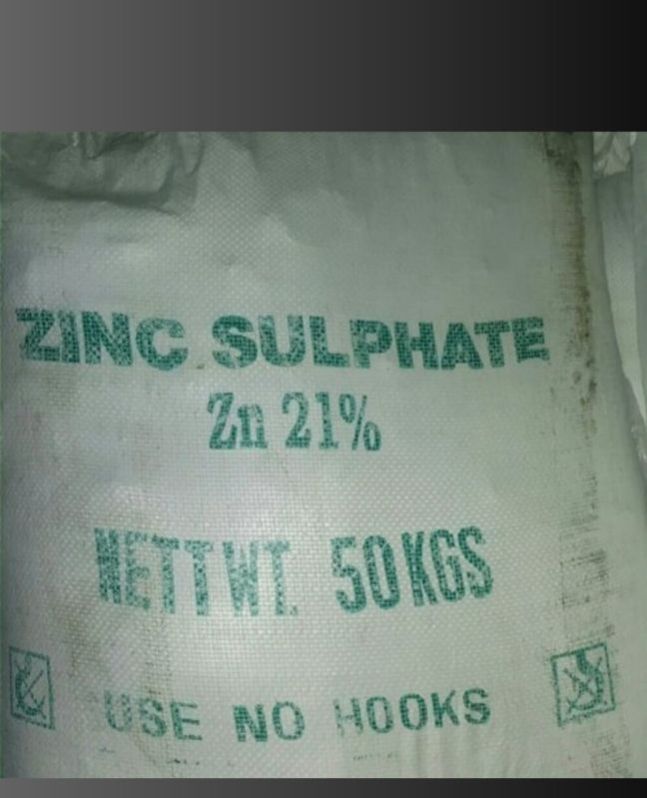 ZINC SULPHATE
Zn 21%
NETT WT. 50 KGS
USE NO HOOKS